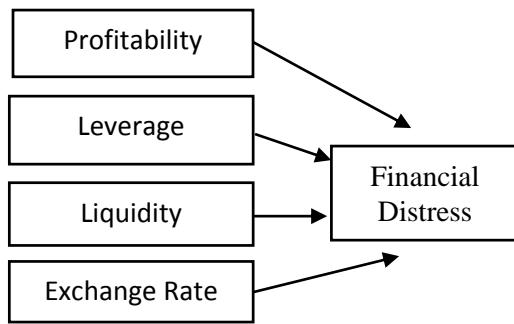 Profitability
Leverage
Liquidity
Exchange Rate
Financial
Distress